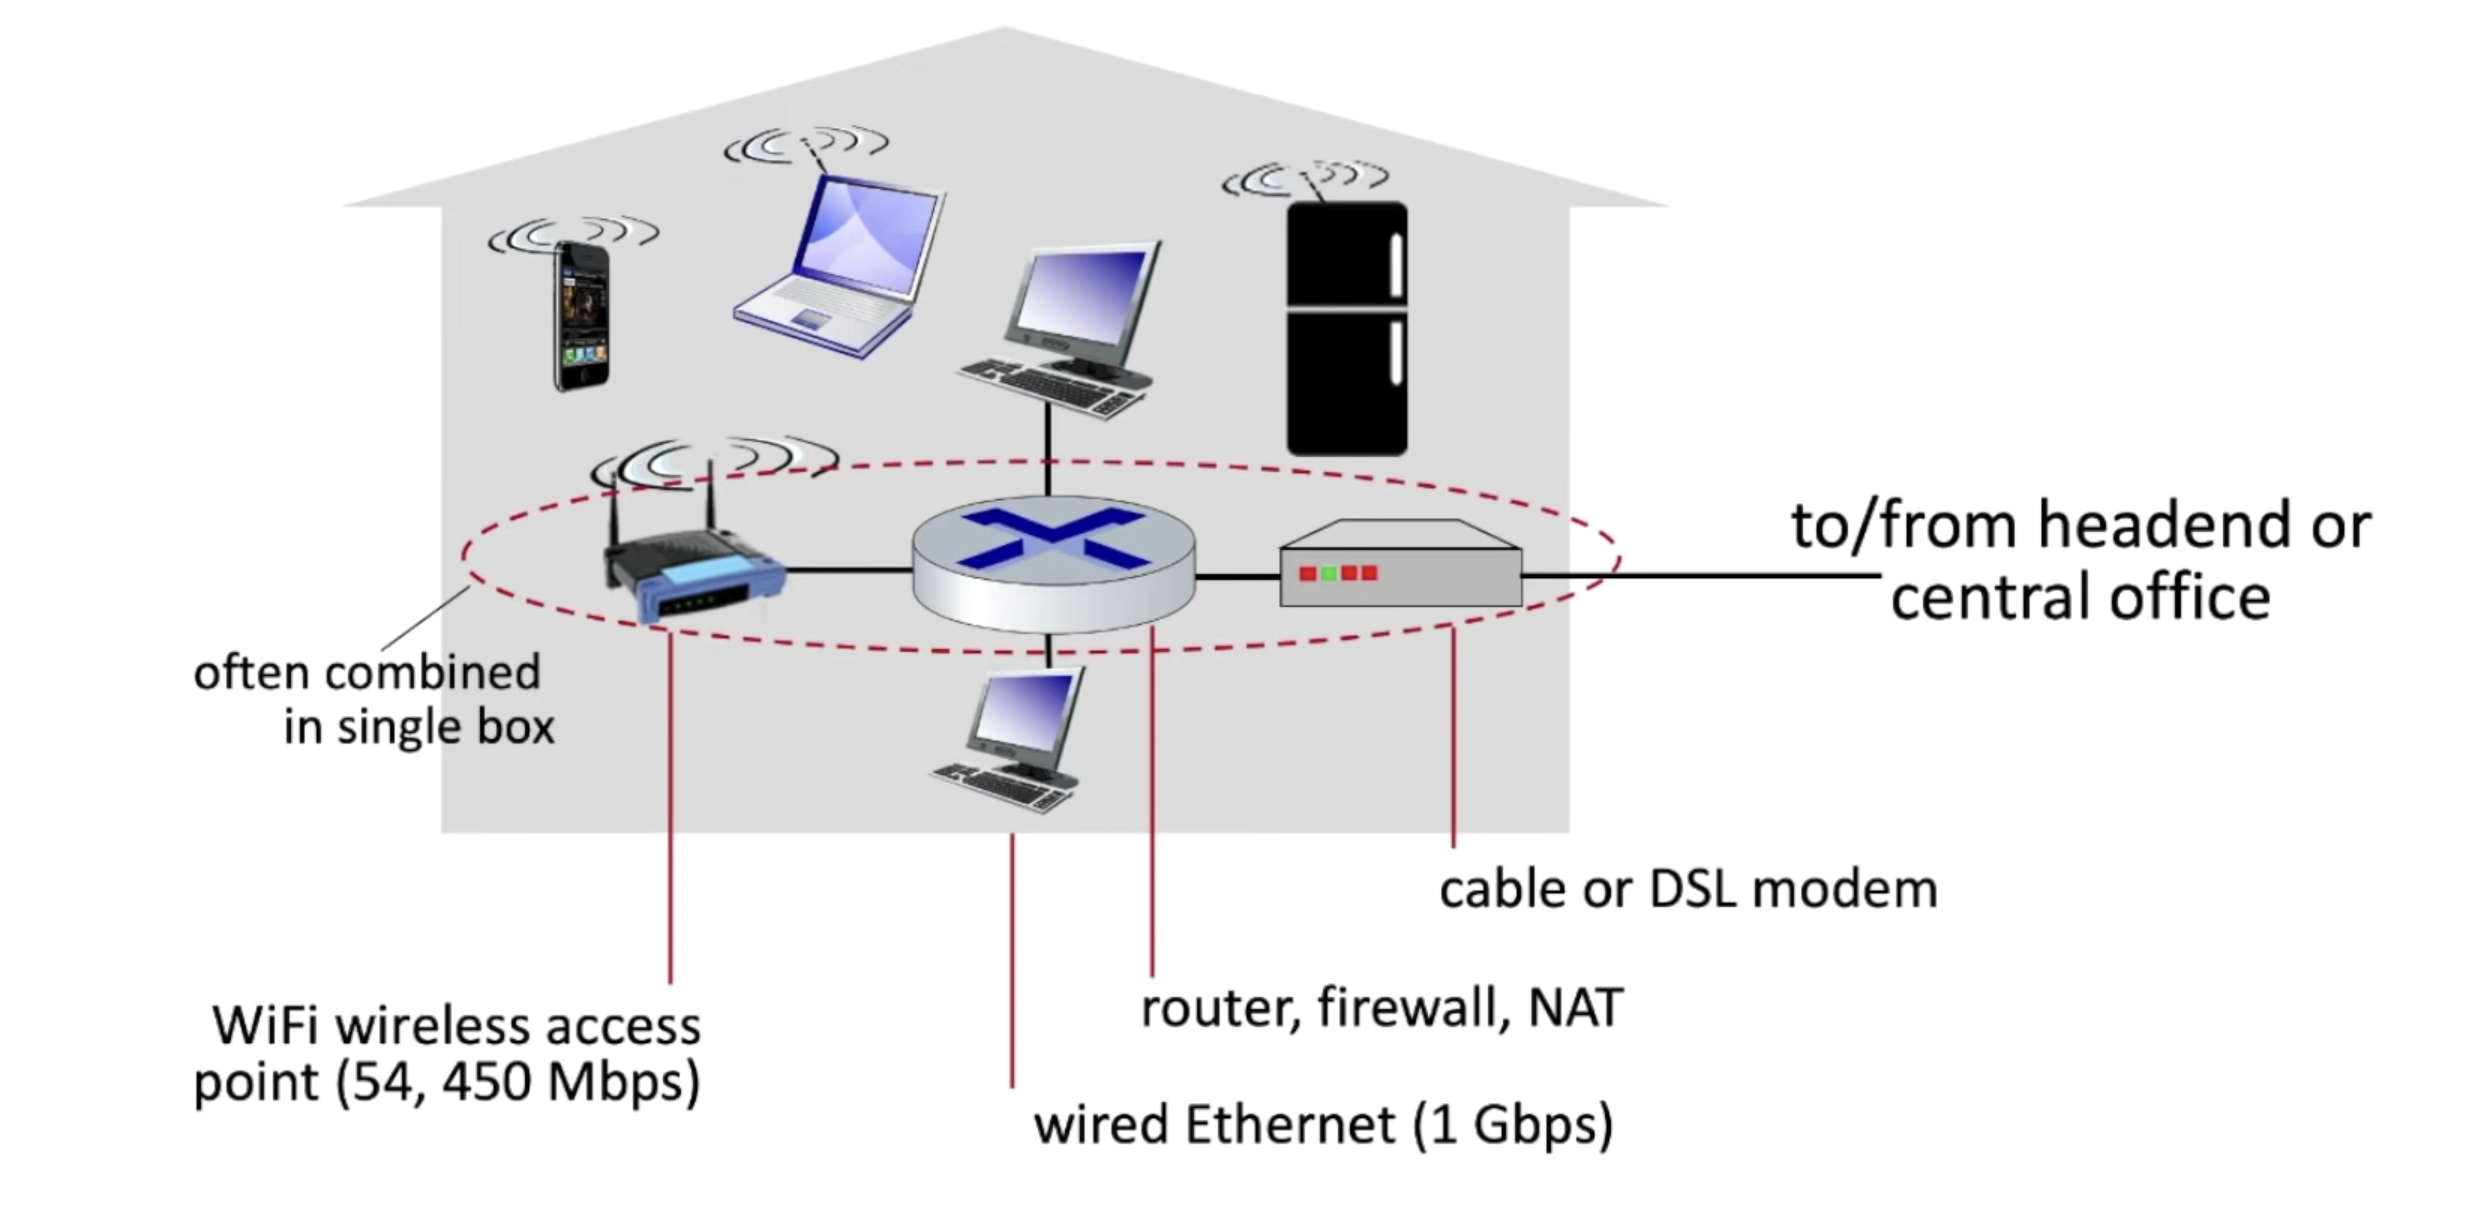 to/from headend or
central office
often combined
in single box
cable or DSL modem
router, firewall, NAT
WiFi wireless access
point (54, 450 Mbps)
wired Ethernet (1 Gbps)